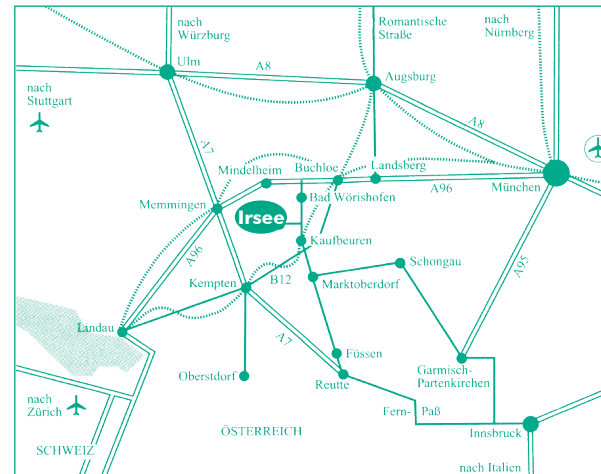 nach
Würzburg
Romantische
Straße
nach
Nürnberg
Ulm
A8
Augsburg
nach
Stuttgart
A8
A7
Mindelheim
Buchloe
Landsberg
A96
München
Bad Wörishofen
Memmingen
Irsee
Kaufbeuren
A96
Schongau
A95
Kempten
B12
Marktoberdorf
Lindau
A7
Füssen
Garmisch-
Partenkirchen
Oberstdorf
Reutte
nach
Zürich
Fern-
Paß
ÖSTERREICH
Innsbruck
SCHWEIZ
nach Italien